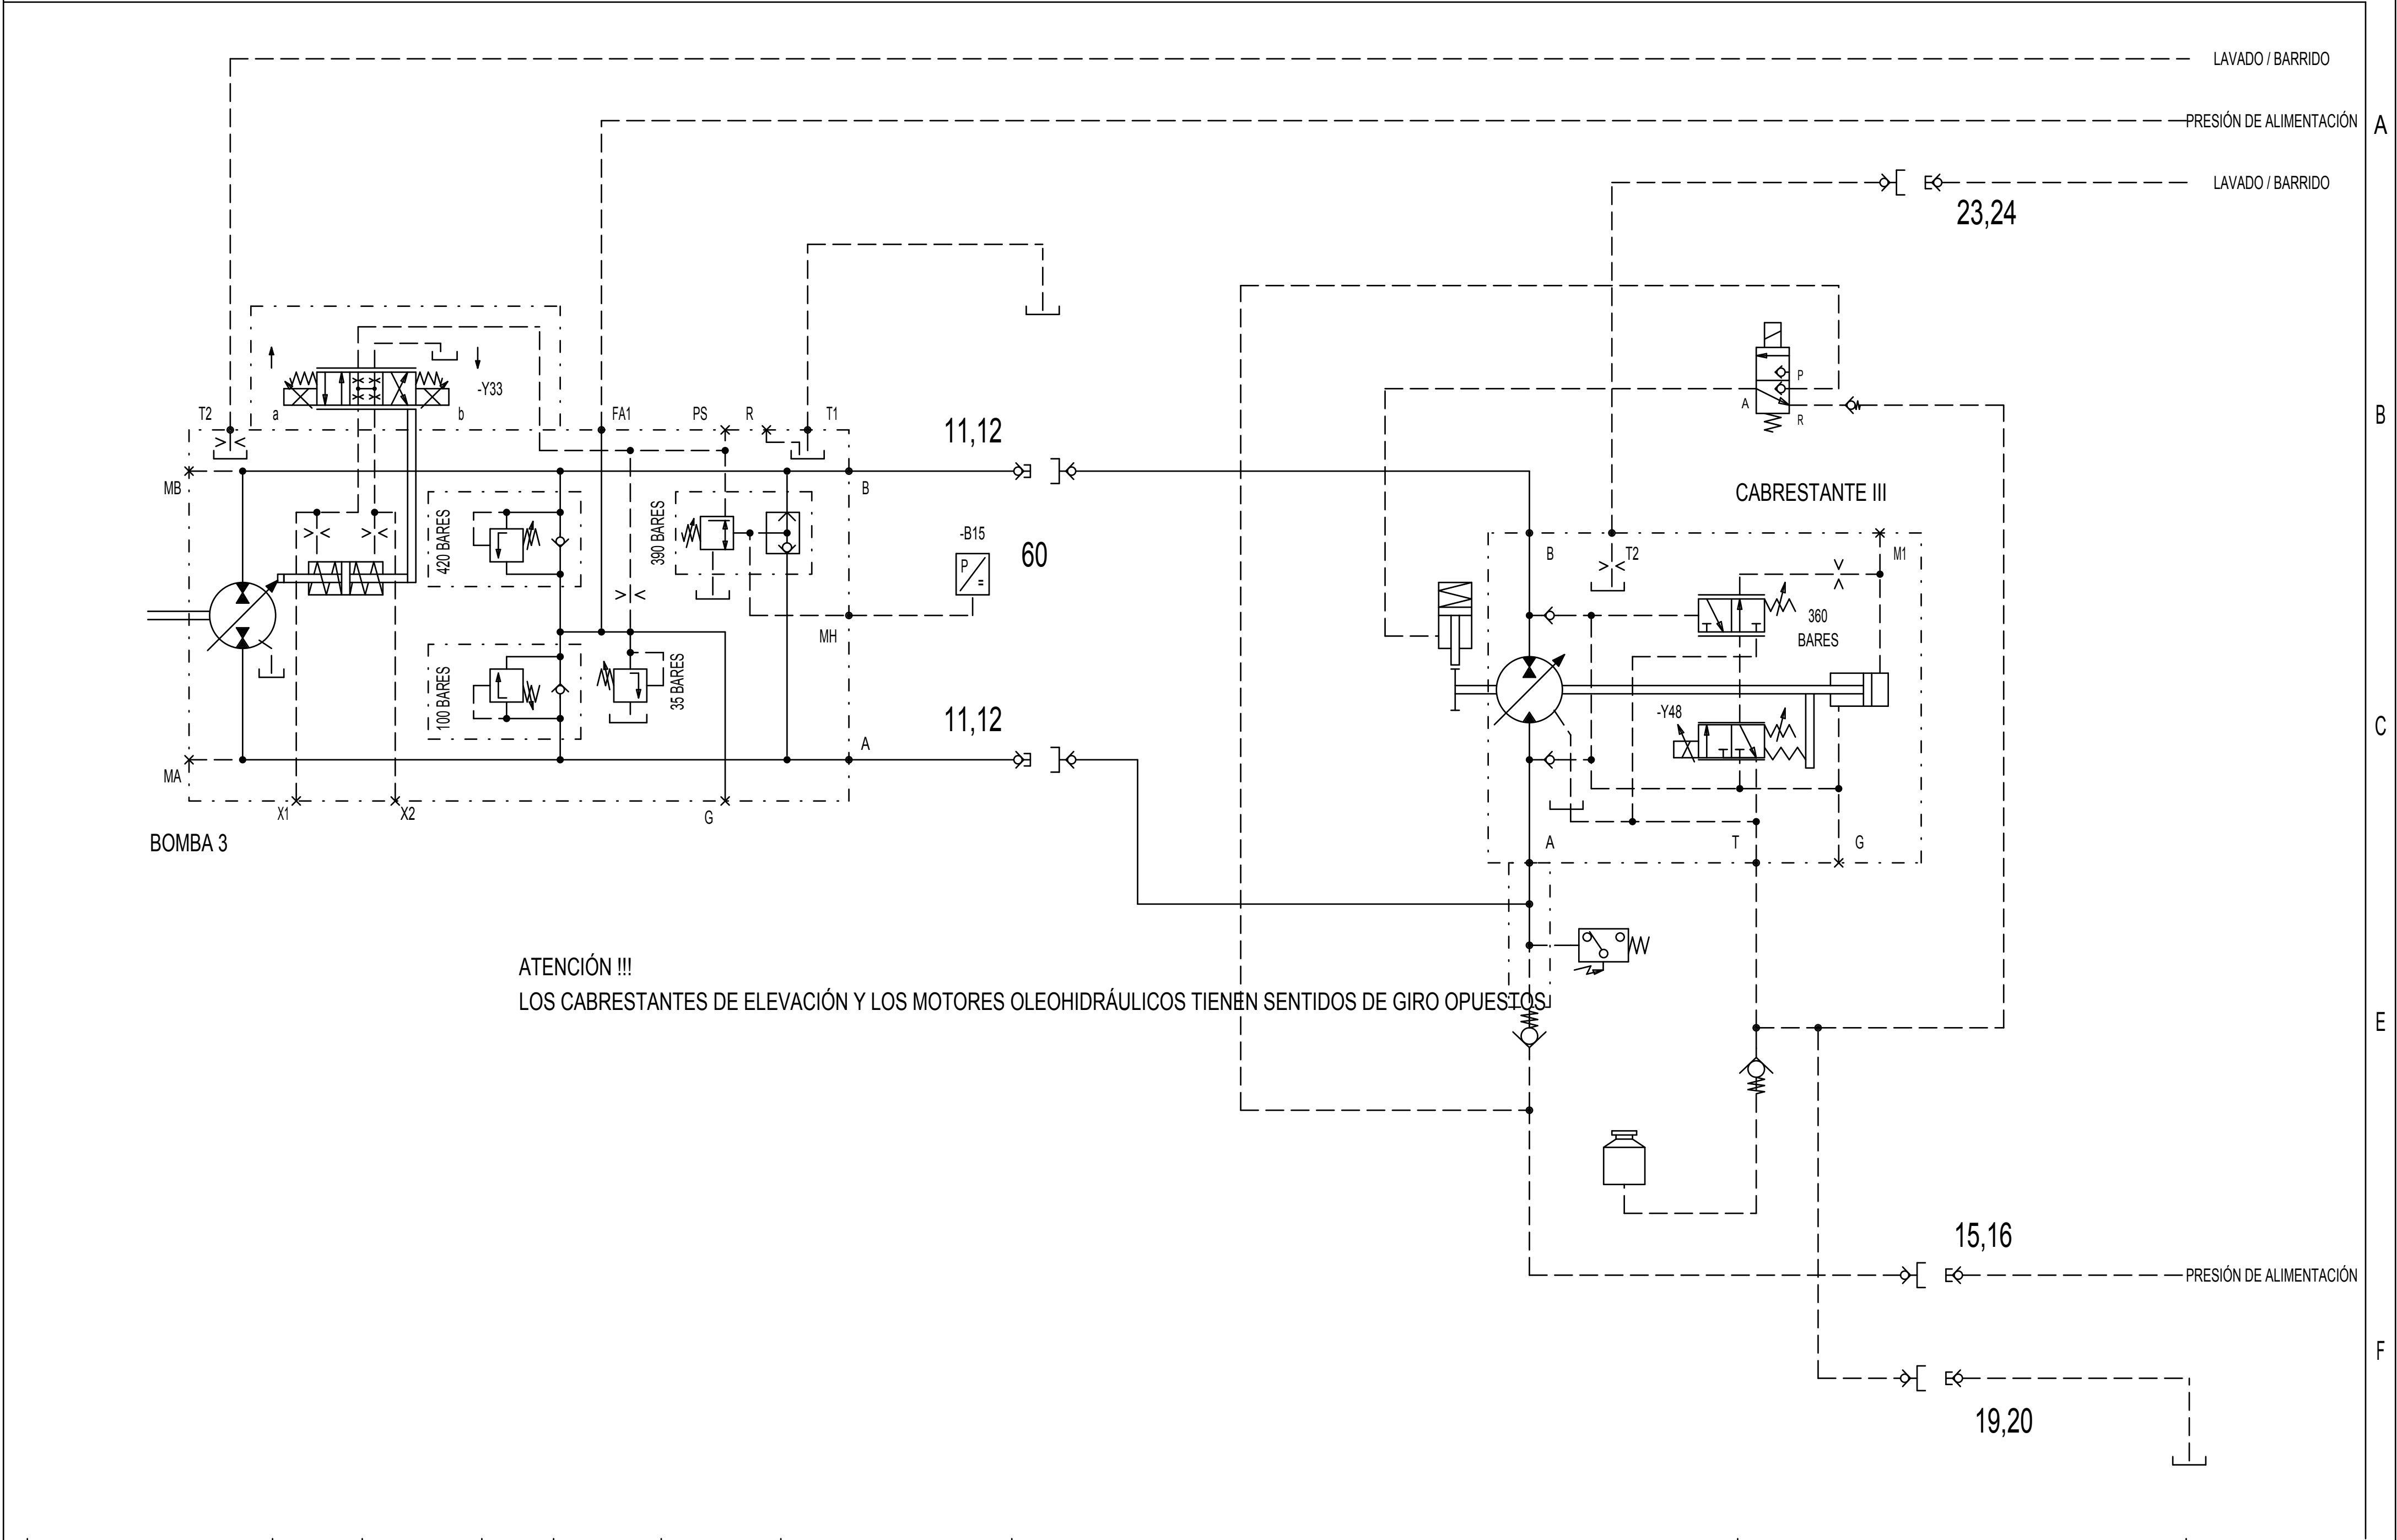 LAVADO / BARRIDO
PRESIÓN DE ALIMENTACIÓN
A
LAVADO / BARRIDO
23,24
-Y33
P
A
R
T2
a
b
FA1
PS
R
T1
11,12
B
MB
B
CABRESTANTE III
420 BARES
390 BARES
-B15
60
P
=
B
T2
M1
MH
360
BARES
100 BARES
35 BARES
11,12
-Y48
C
A
MA
X1
X2
G
BOMBA 3
A
T
G
ATENCIÓN !!!
LOS CABRESTANTES DE ELEVACIÓN Y LOS MOTORES OLEOHIDRÁULICOS TIENEN SENTIDOS DE GIRO OPUESTOS
E
15,16
PRESIÓN DE ALIMENTACIÓN
F
19,20